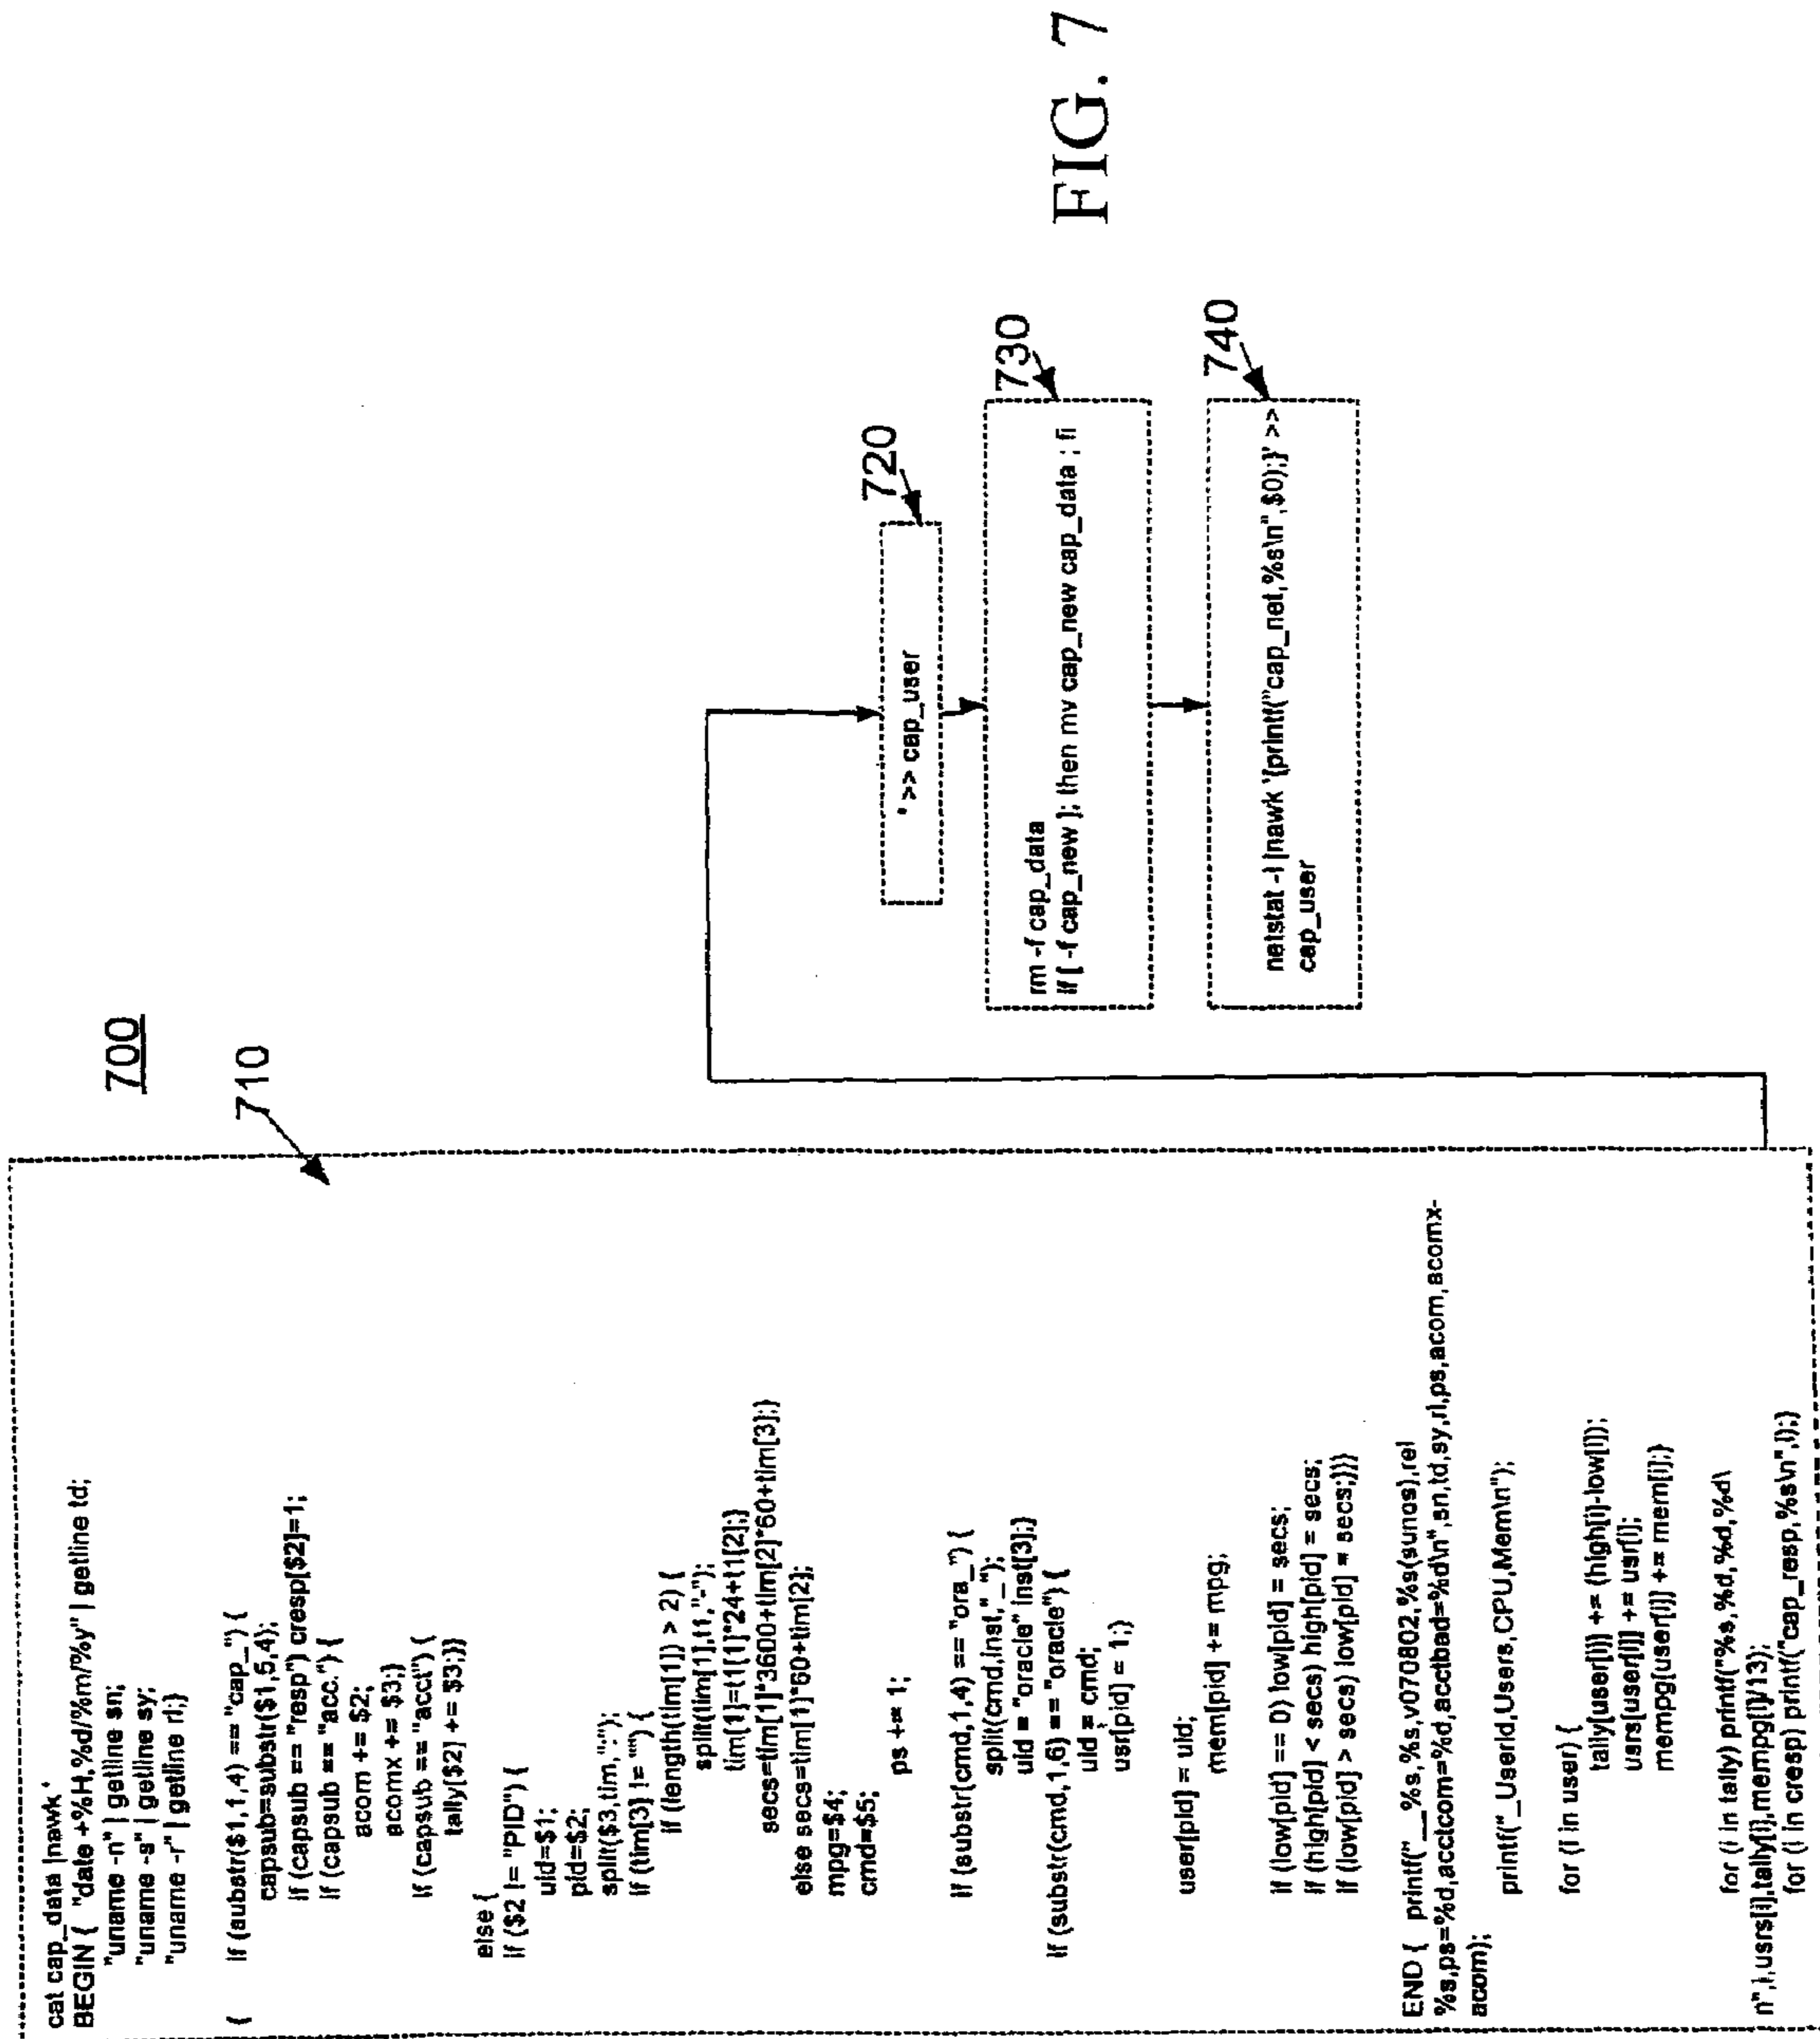 700
710
cat cap_data |nawk '
BEGIN { "date +%H,%d/%m/%y" | getline td;
"uname -n" | getline sn;
"uname -s" | getline sy;
"uname -r" | getline rl;}
{ if (substr($1,1,4) == "cap_") {
capsub=substr($1,5,4);
if (capsub == "resp") cresp[$2]=1;
if (capsub == "acc.") {
acom += $2;
acomx += $3;}
if (capsub == "acct") {
tally[$2] += $3;}}
else {
if ($2 != "PID") {
uid=$1;
pid=$2;
split($3,tim,":");
if (tim[3] != "") {
if (length(tim[1]) > 2) {
split(tim[1],t1,"-");
tim[1]=t1[1]*24+t1[2];}
secs=tim[1]*3600+tim[2]*60+tim[3];}
else secs=tim[1]*60+tim[2];
mpg=$4;
cmd=$5;
ps += 1;
if (substr(cmd,1,4) == "ora_") {
split(cmd,inst,"_");
uid = "oracle" inst[3];}
if (substr(cmd,1,6) == "oracle") {
uid = cmd;
usr[pid] = 1;}
user[pid] = uid;
mem[pid] += mpg;
if (low[pid] == 0) low[pid] = secs;
if (high[pid] < secs) high[pid] = secs;
if (low[pid] > secs) low[pid] = secs;}}}
END { printf("__%s,%s,v070802,%s(sunos),rel
%s,ps=%d,acctcom=%d,acctbad=%d\n",sn,td,sy,rl,ps,acom,acomx-
acom);
printf("_UserId,Users,CPU,Mem\n");
for (i in user) {
tally[user[i]] += (high[i]-low[i]);
usrs[user[i]] += usr[i];
mempg[user[i]] += mem[i];}
for (i in tally) printf("%s,%d,%d,%d\
n",i,usrs[i],tally[i],mempg[i]/13);
for (i in cresp) printf("cap_resp,%s\n",i);}
720
' >> cap_user
730
rm -f cap_data
if [ -f cap_new ]; then mv cap_new cap_data ; fi
740
netstat -i |nawk '{printf("cap_net,%s\n",$0);}' >>
cap_user
FIG. 7